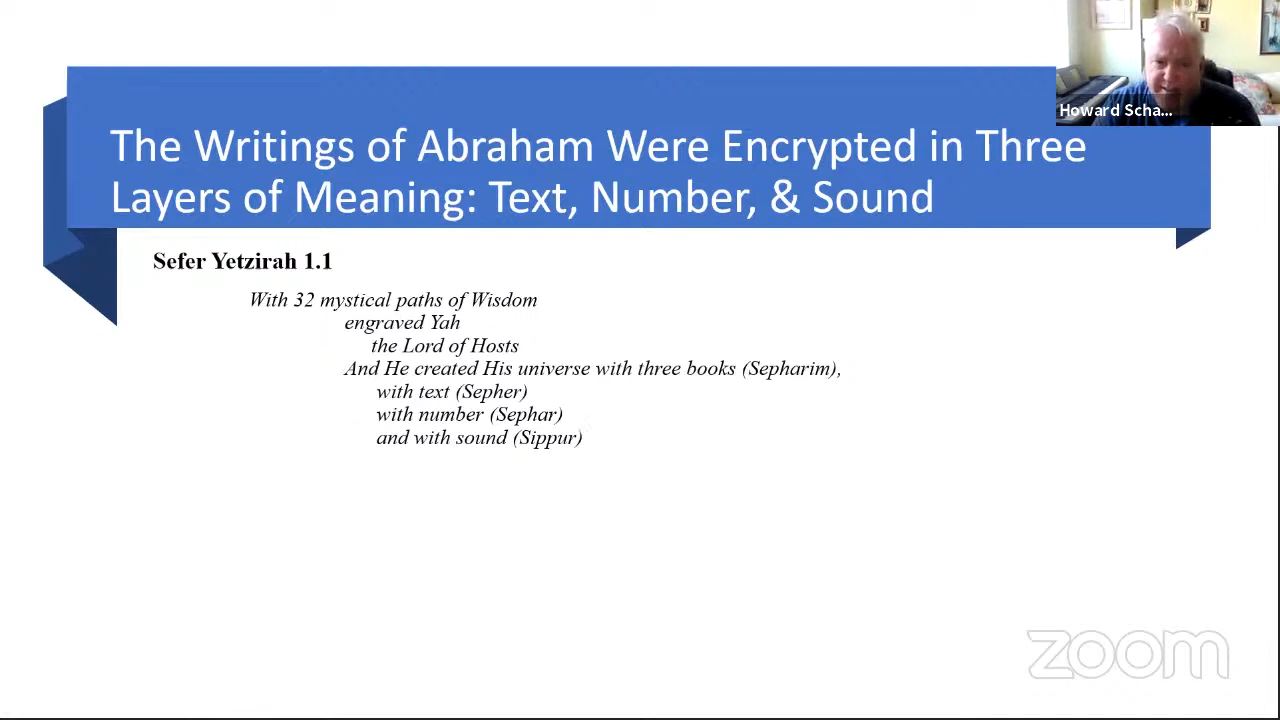 Howard Scha...
The Writings of Abraham Were Encrypted in Three
Layers of Meaning: Text, Number, & Sound
Sefer Yetzirah 1.1
With 32 mystical paths of Wisdom
engraved Yah
the Lord of Hosts
And He created His universe with three books (Sepharim),
with text (Sepher)
with number (Sephar)
and with sound (Sippur)
zoom